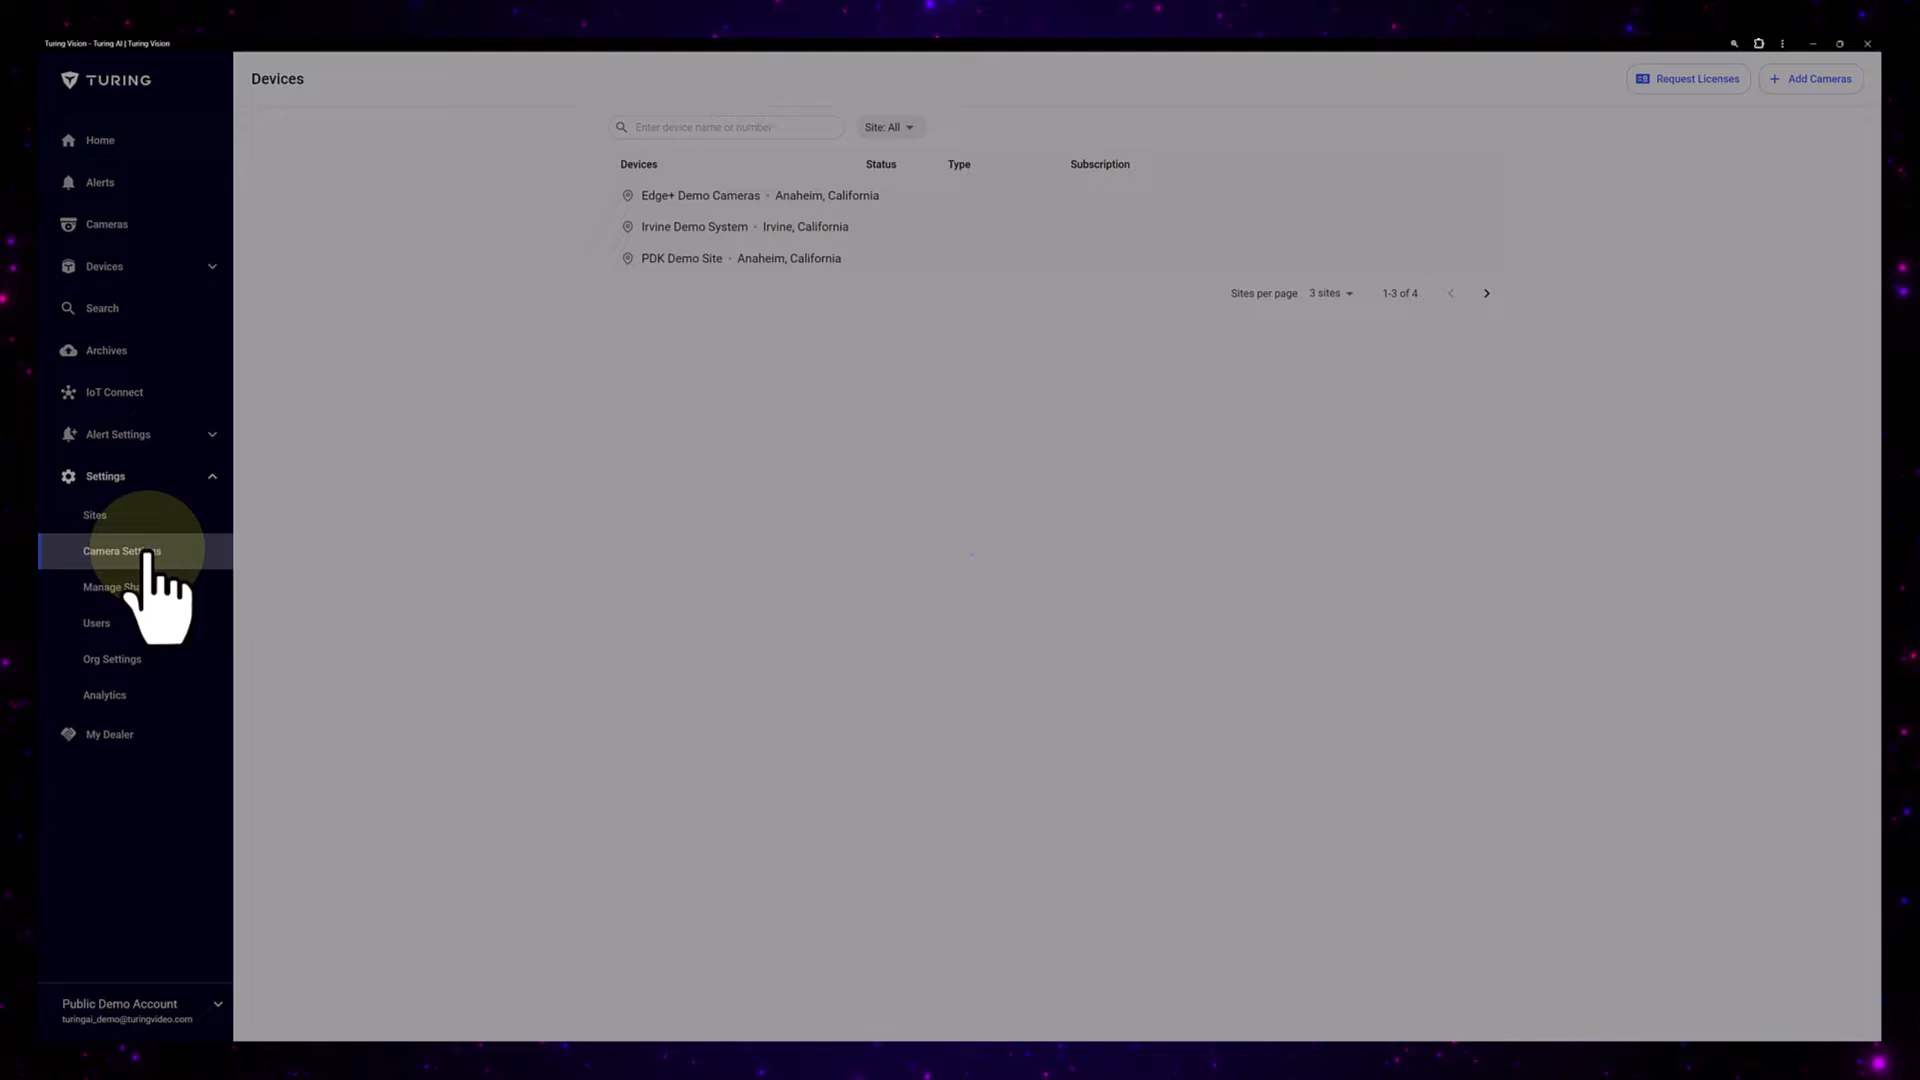 Turing Vision - Turing AI | Turing Vision
TURING
Devices
Request Licenses
+ Add Cameras
Home
Alerts
Cameras
Devices
Search
Archives
IoT Connect
Alert Settings
Settings
Sites
Camera Settings
Manage
Users
Org Settings
Analytics
My Dealer
Enter device name or number
Site: All
Devices Status Type Subscription
Edge+ Demo Cameras • Anaheim, California
Irvine Demo System • Irvine, California
PDK Demo Site • Anaheim, California
Sites per page 3 sites 1-3 of 4
Public Demo Account
turingai_demo@turingvideo.com